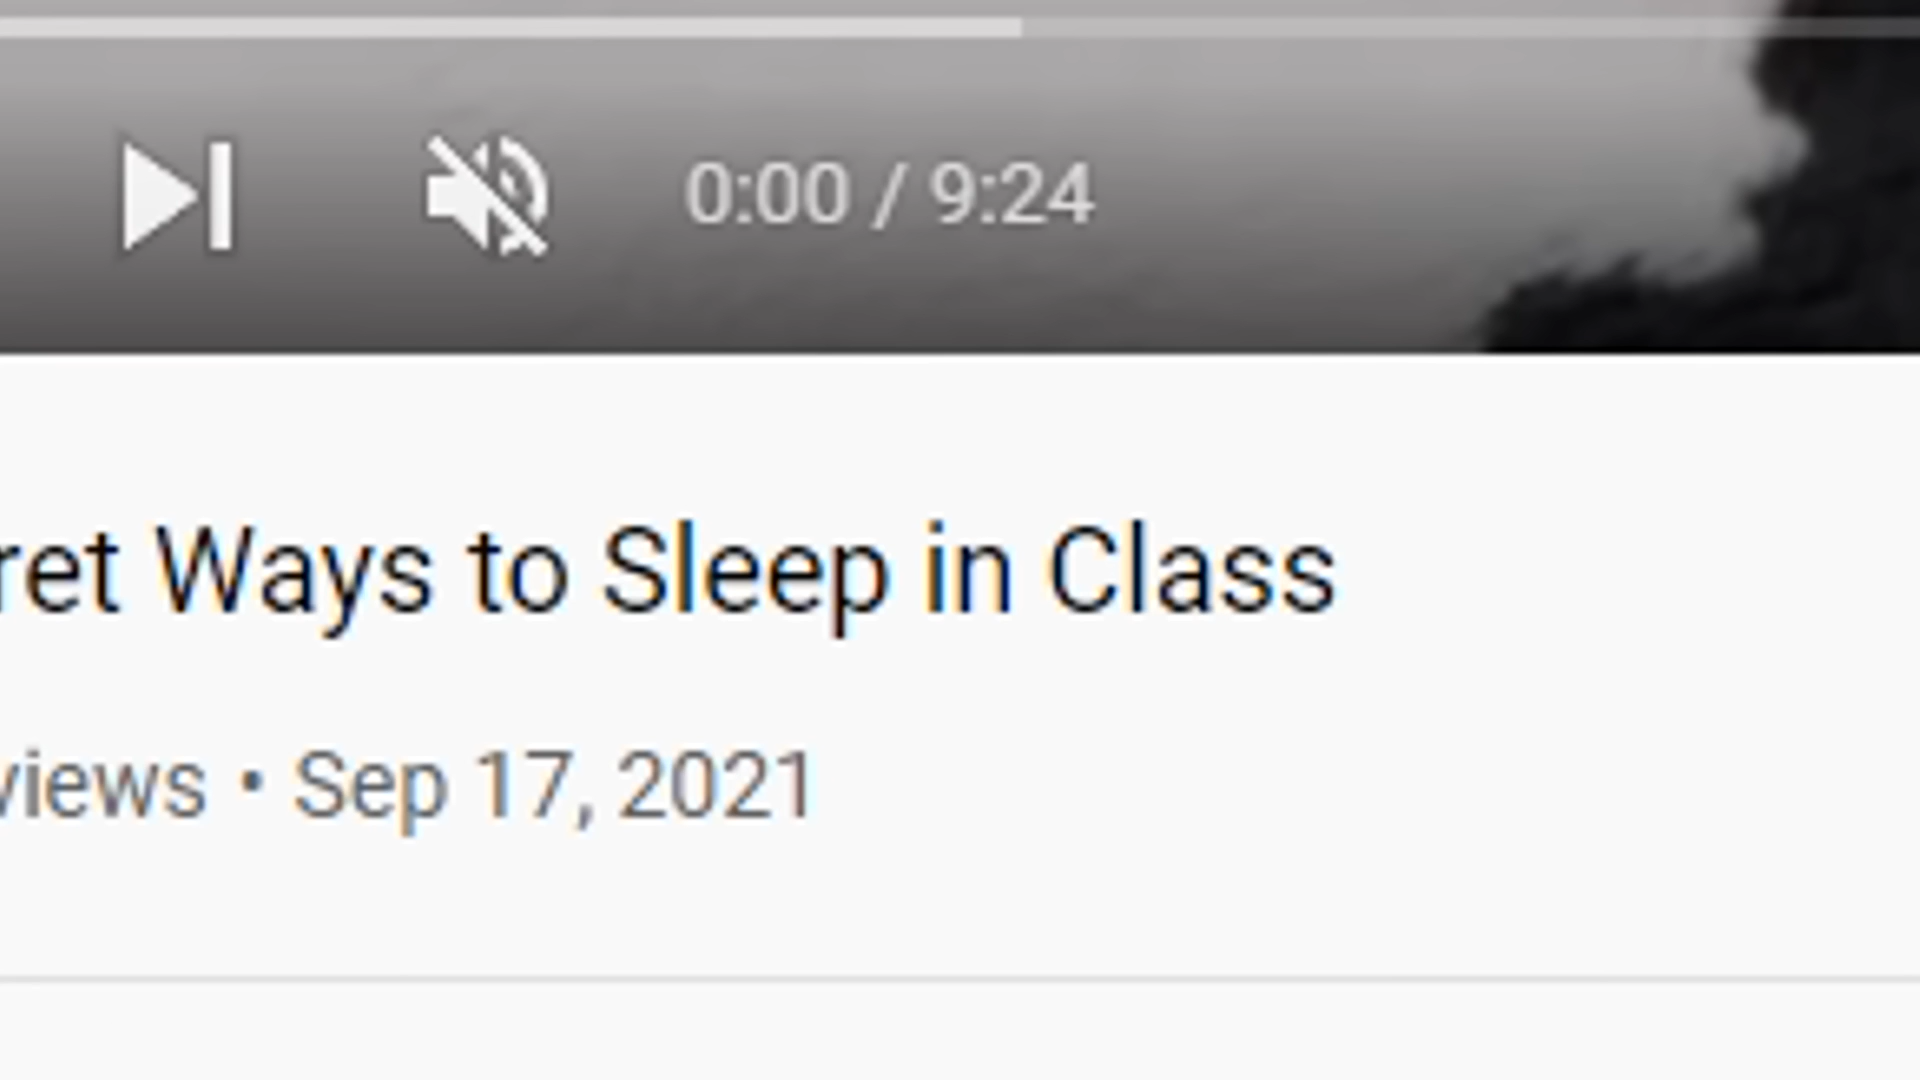 0:00 / 9:24
ret Ways to Sleep in Class
views • Sep 17, 2021